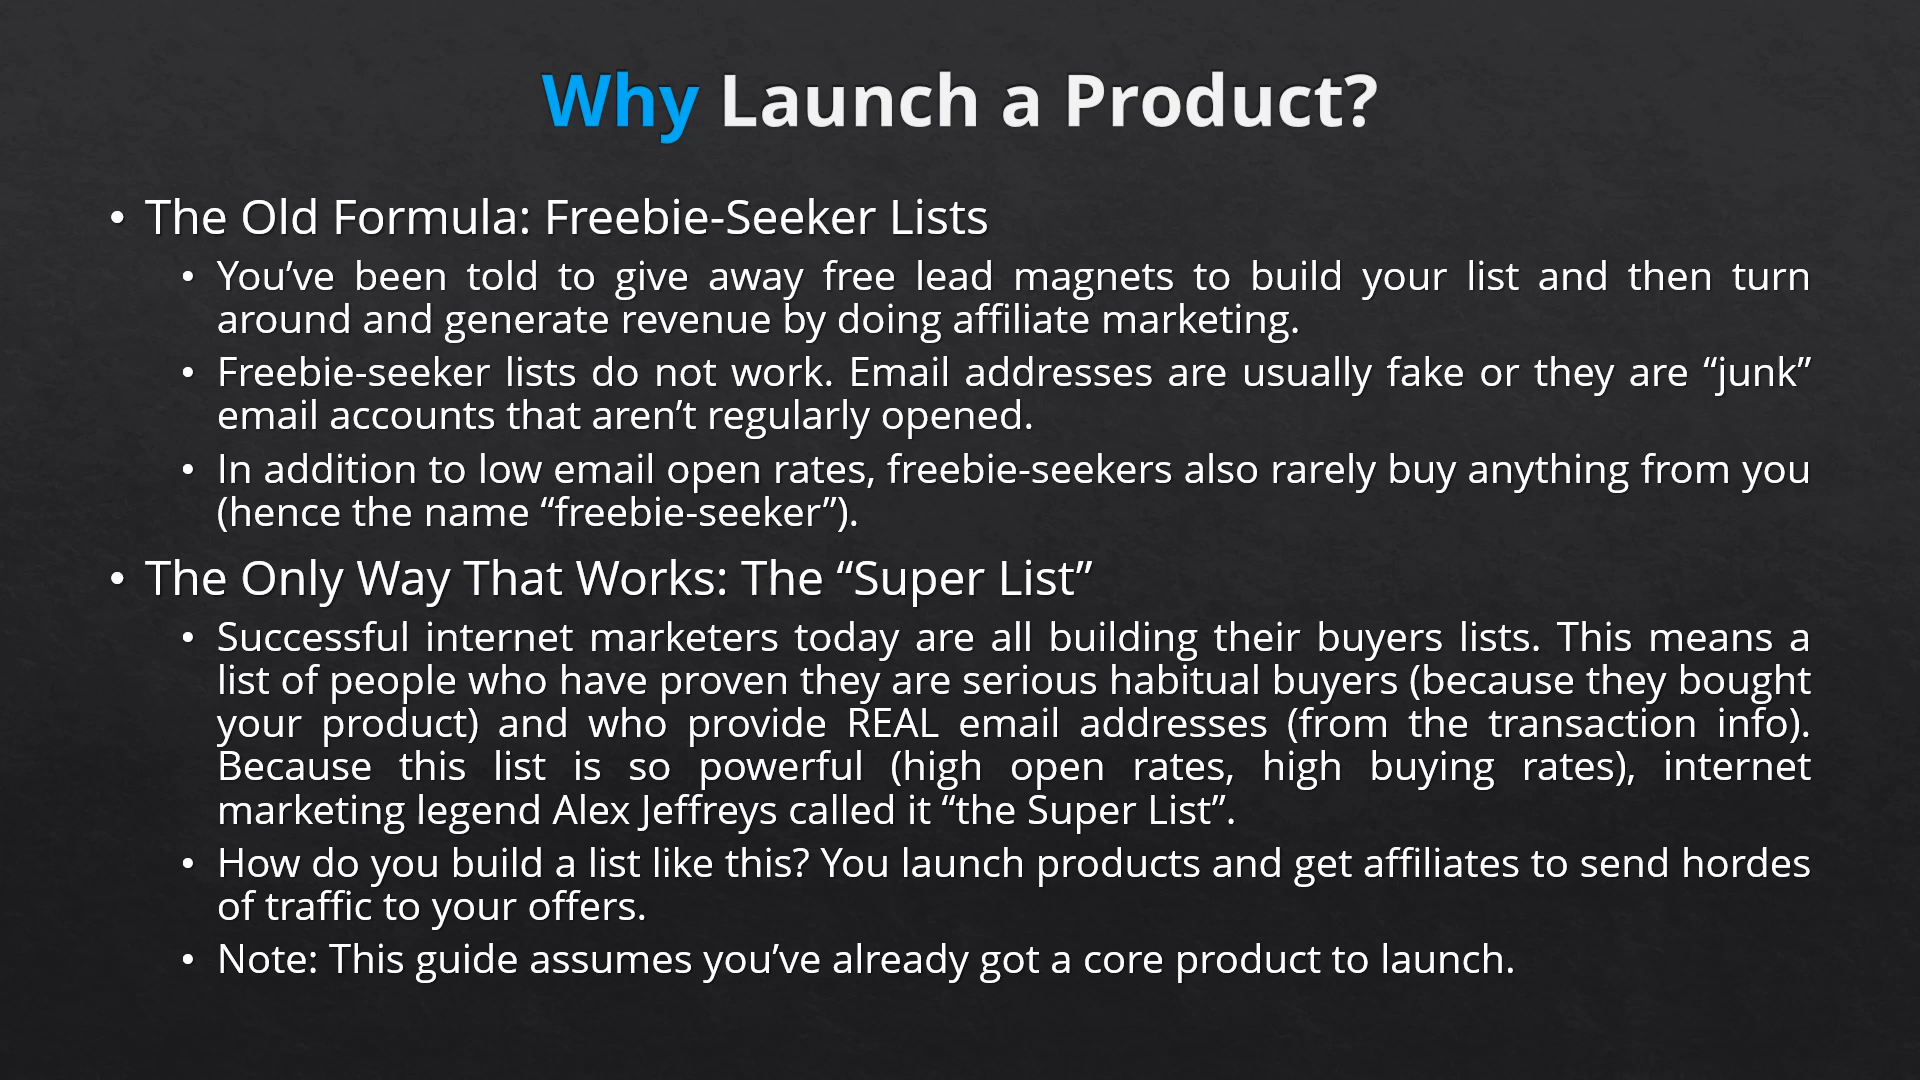 Why Launch a Product?
• The Old Formula: Freebie-Seeker Lists
• You’ve been told to give away free lead magnets to build your list and then turn
around and generate revenue by doing affiliate marketing.
• Freebie-seeker lists do not work. Email addresses are usually fake or they are “junk”
email accounts that aren’t regularly opened.
• In addition to low email open rates, freebie-seekers also rarely buy anything from you
(hence the name “freebie-seeker”).
• The Only Way That Works: The “Super List”
• Successful internet marketers today are all building their buyers lists. This means a
list of people who have proven they are serious habitual buyers (because they bought
your product) and who provide REAL email addresses (from the transaction info).
Because this list is so powerful (high open rates, high buying rates), internet
marketing legend Alex Jeffreys called it “the Super List”.
• How do you build a list like this? You launch products and get affiliates to send hordes
of traffic to your offers.
• Note: This guide assumes you’ve already got a core product to launch.